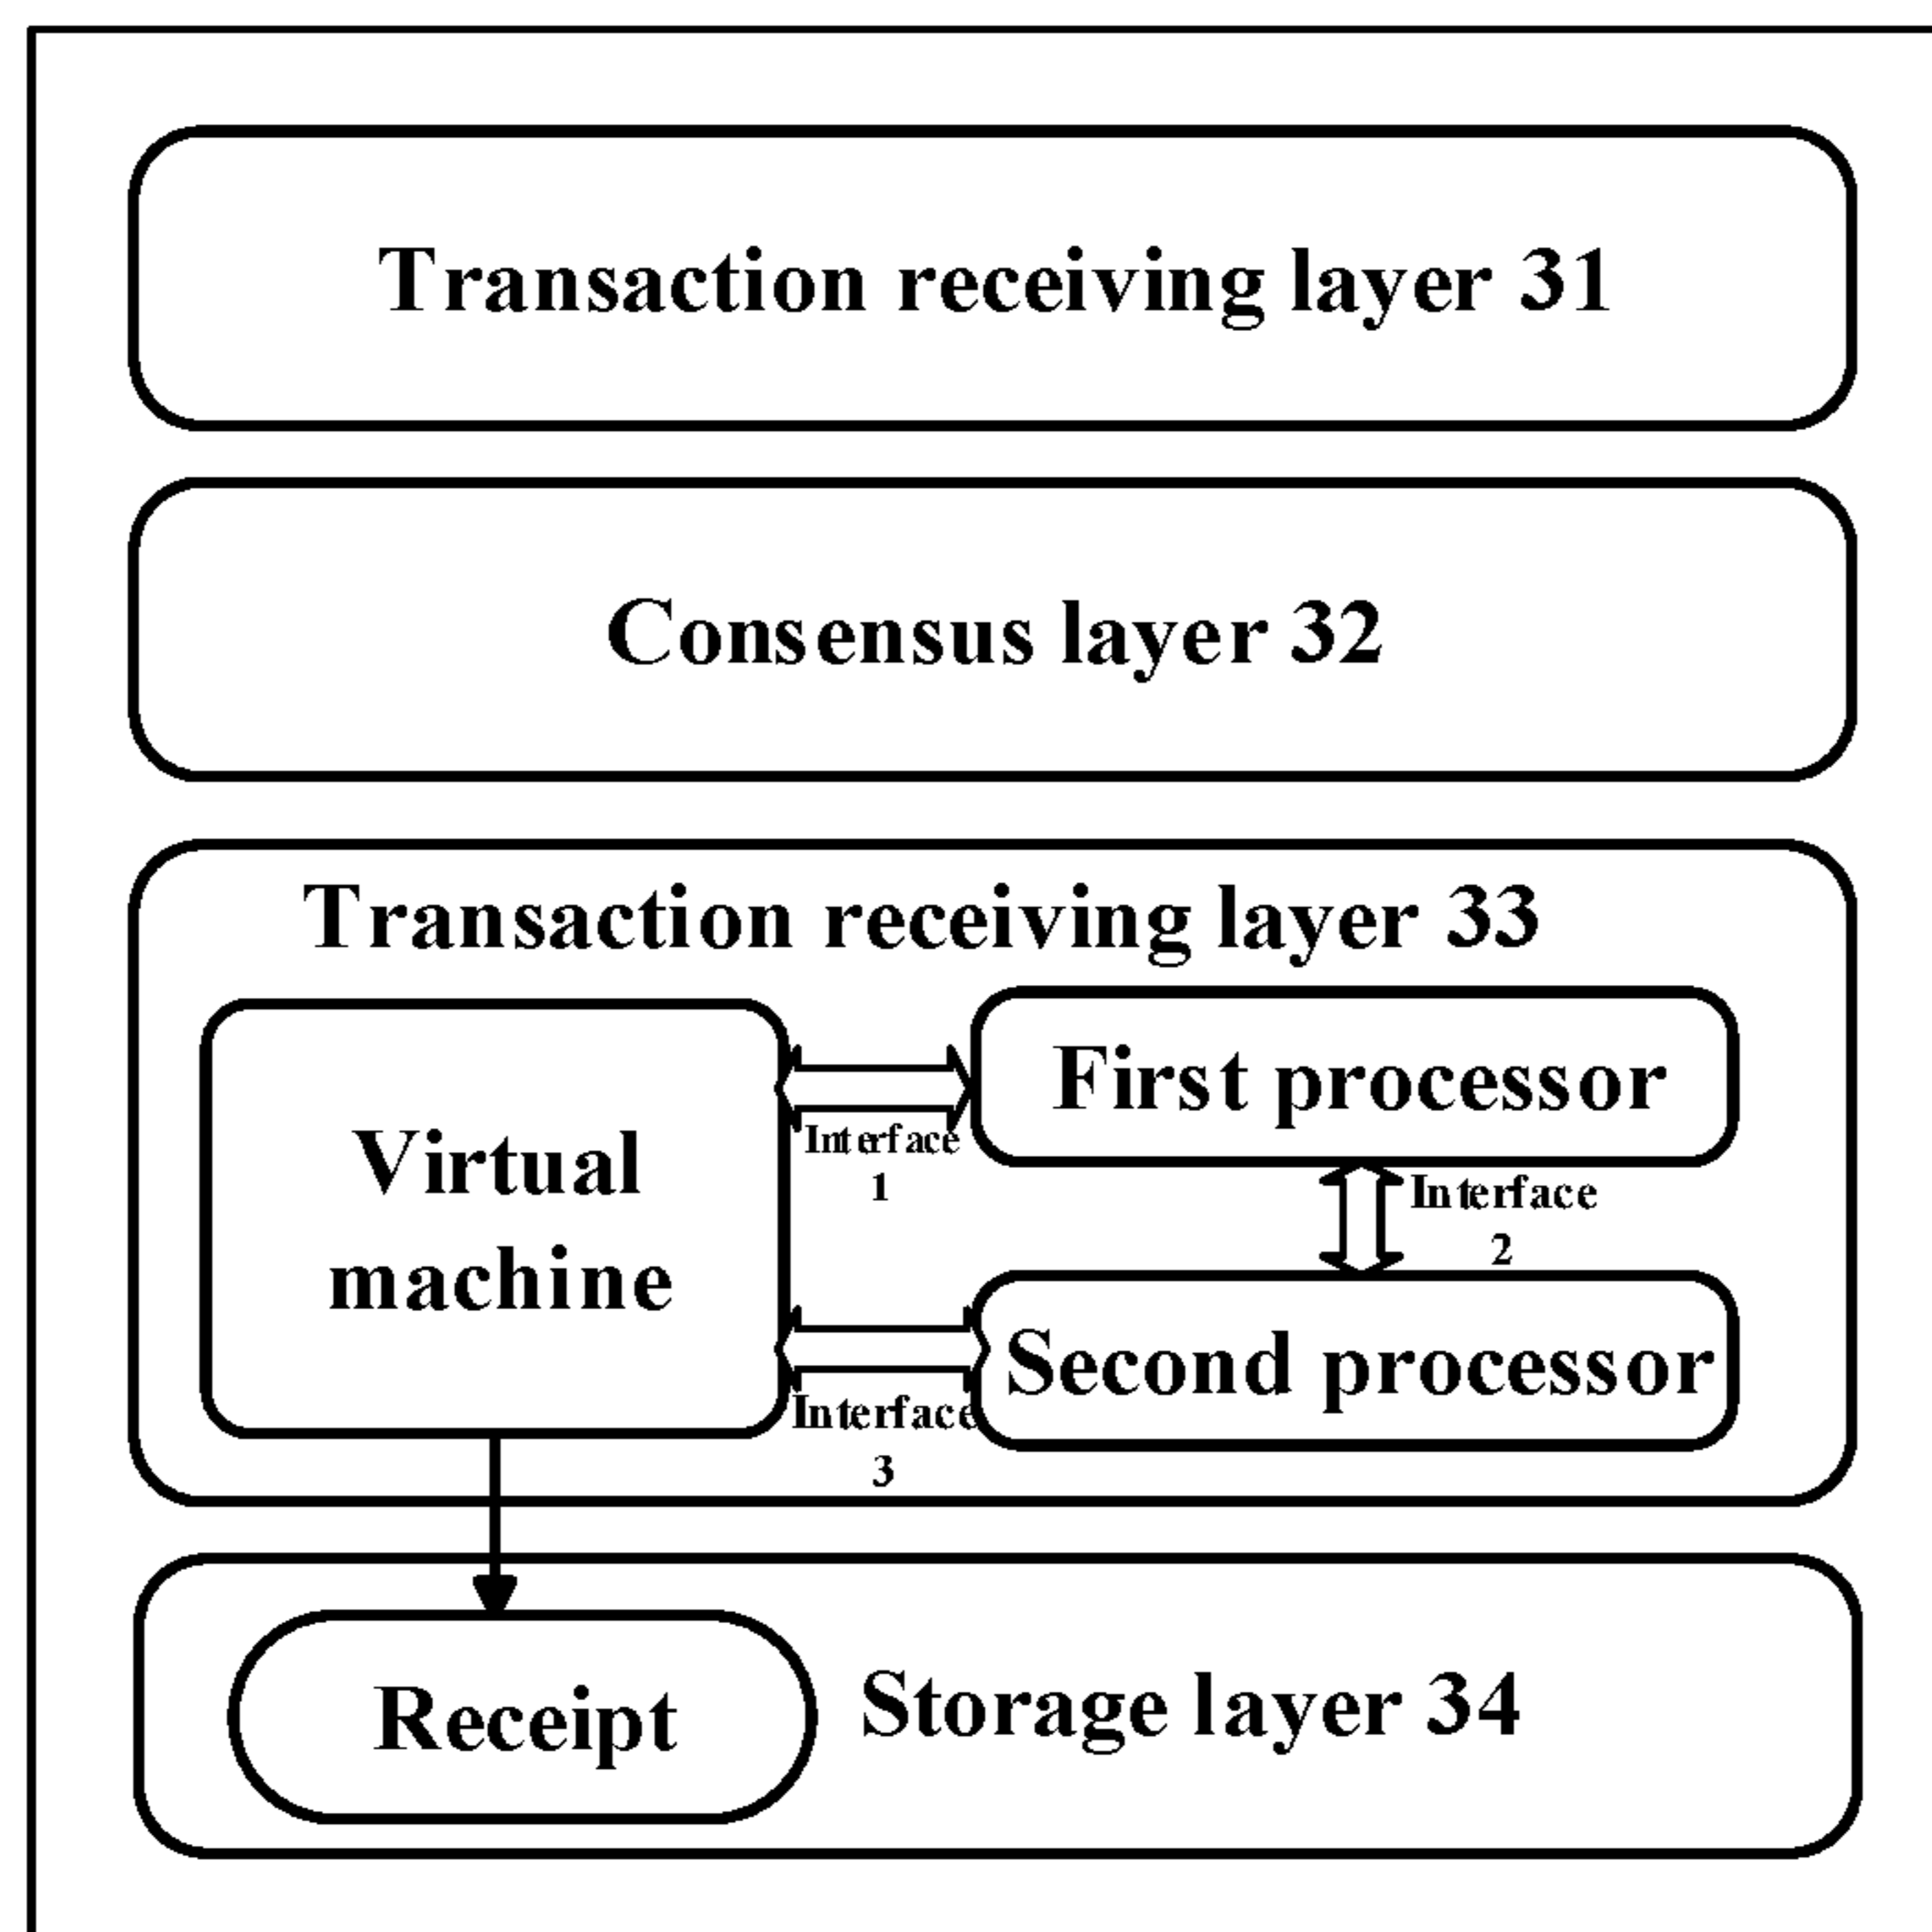 Transaction receiving layer 31
Consensus layer 32
Transaction receiving layer 33
Virtual
machine
Interface
1
First processor
Interface
2
Second processor
Interface
3
Receipt
Storage layer 34